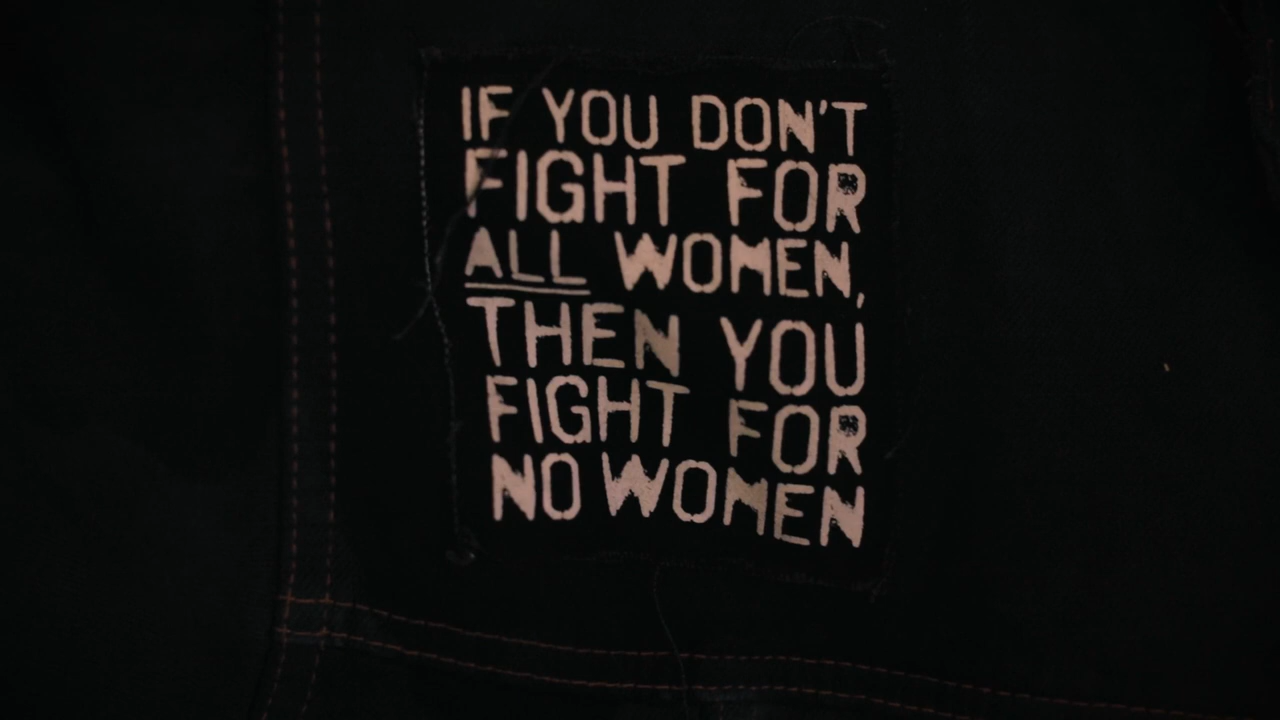 IF YOU DON'T
FIGHT FOR
ALL WOMEN,
THEN YOU
FIGHT FOR
NO WOMEN